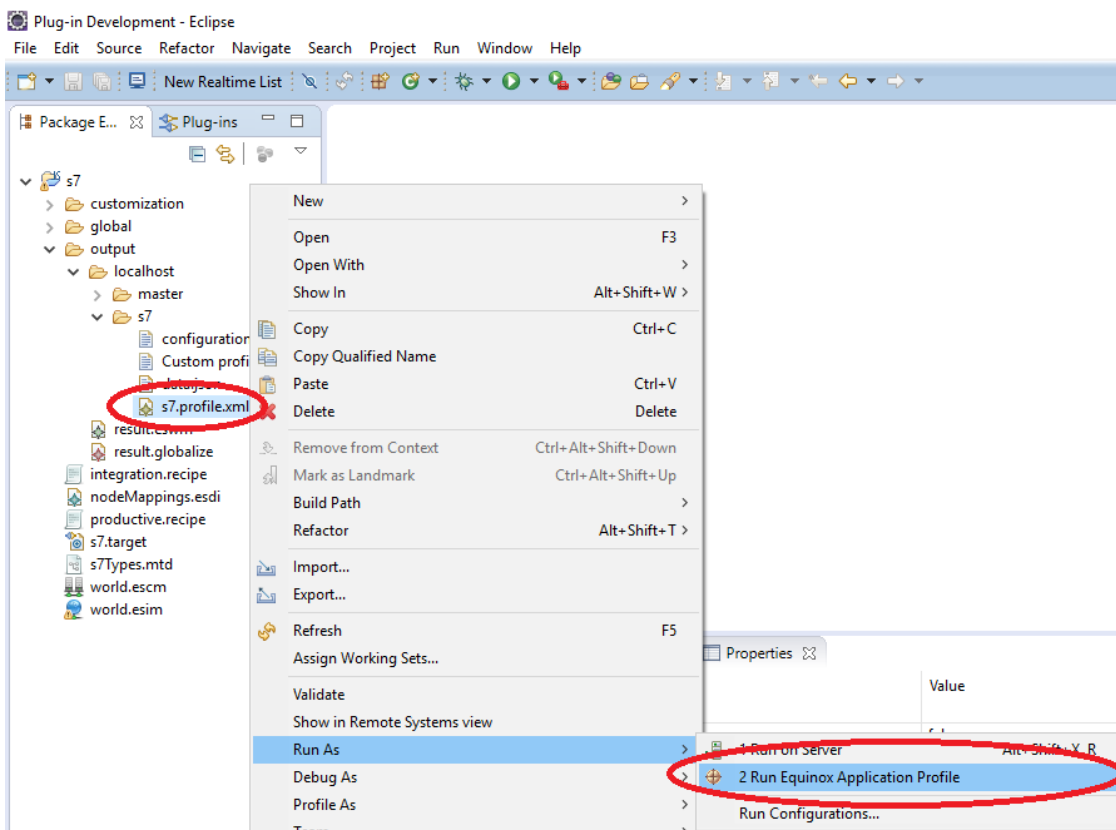 Plug-in Development - Eclipse
File Edit Source Refactor Navigate Search Project Run Window Help
New Realtime List
Package E... Plug-ins
s7
customization
global
output
localhost
master
s7
configuration
Custom profi
data.json
s7.profile.xml
result.eswm
result.globalize
integration.recipe
nodeMappings.esdi
productive.recipe
s7.target
s7Types.mtd
world.escm
world.esim
New
Open F3
Open With
Show In Alt+Shift+W
Copy Ctrl+C
Copy Qualified Name
Paste Ctrl+V
Delete Delete
Remove from Context Ctrl+Alt+Shift+Down
Mark as Landmark Ctrl+Alt+Shift+Up
Build Path
Refactor Alt+Shift+T
Import...
Export...
Refresh F5
Assign Working Sets...
Validate
Show in Remote Systems view
Run As
Debug As
Profile As
Properties
Value
1 Run on Server Alt+Shift+X, R
2 Run Equinox Application Profile
Run Configurations...